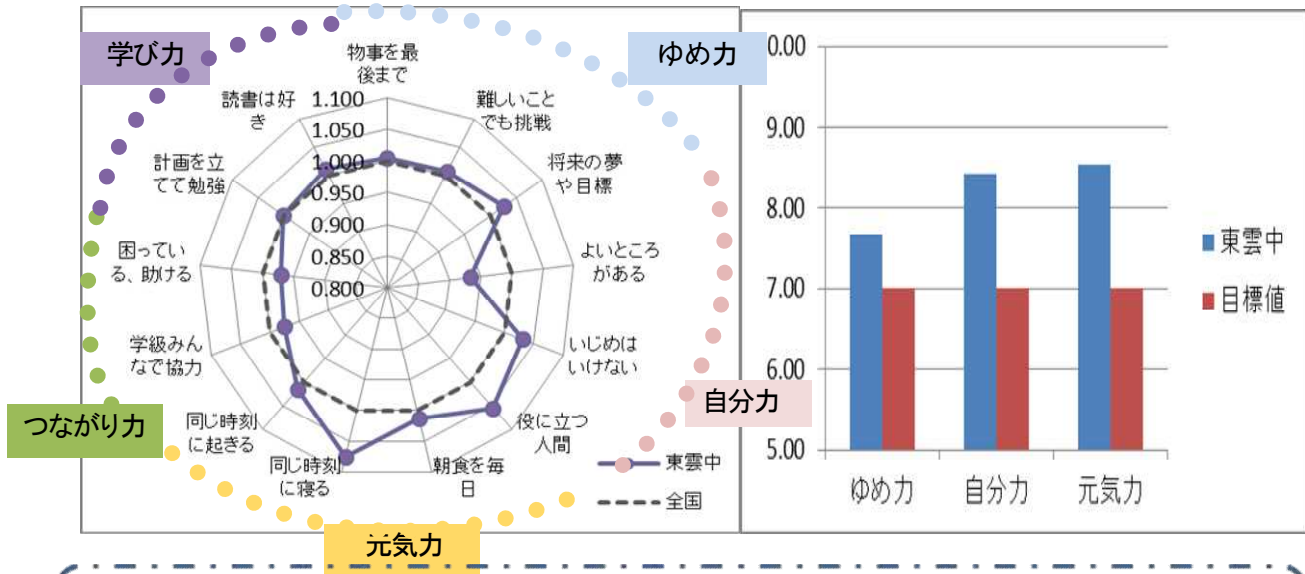 学び力
ゆめ力
物事を最
後まで
難しいこと
でも挑戦
将来の夢
や目標
よいところ
がある
いじめは
いけない
役に立つ
人間
朝食を毎
日
同じ時刻
に寝る
同じ時刻
に起きる
学級みん
なで協力
困ってい
る、助ける
計画を立
てて勉強
読書は好
き
1.100
1.050
1.000
0.950
0.900
0.850
0.800
自分力
つながり力
元気力
東雲中
全国
9.00
8.00
7.00
6.00
5.00
ゆめ力
自分力
元気力
東雲中
目標値